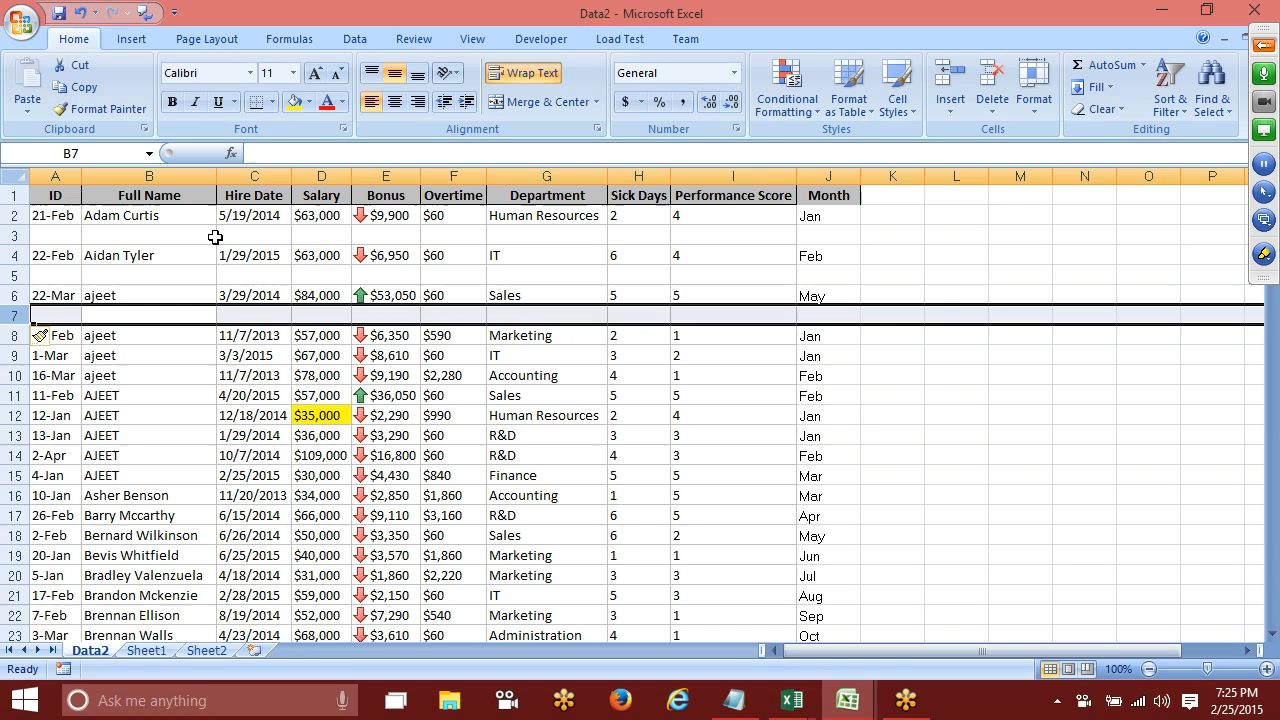 Data2 - Microsoft Excel
Home Insert Page Layout Formulas Data Review View Developer Load Test Team
Paste Cut Copy Format Painter
Calibri 11
B I U
Wrap Text
Merge & Center
General
$ % ,
Conditional Formatting Format as Table Cell Styles
Insert Delete Format
AutoSum Fill Clear
Sort & Filter Find & Select
Clipboard Font Alignment Number Styles Cells Editing
B7 fx
A B C D E F G H I J K L M N O P
1 ID Full Name Hire Date Salary Bonus Overtime Department Sick Days Performance Score Month
2 21-Feb Adam Curtis 5/19/2014 $63,000 $9,900 $60 Human Resources 2 4 Jan
3
4 22-Feb Aidan Tyler 1/29/2015 $63,000 $6,950 $60 IT 6 4 Feb
5
6 22-Mar ajeet 3/29/2014 $84,000 $53,050 $60 Sales 5 5 May
7
8 Feb ajeet 11/7/2013 $57,000 $6,350 $590 Marketing 2 1 Jan
9 1-Mar ajeet 3/3/2015 $67,000 $8,610 $60 IT 3 2 Jan
10 16-Mar ajeet 11/7/2013 $78,000 $9,190 $2,280 Accounting 4 1 Feb
11 11-Feb AJEET 4/20/2015 $57,000 $36,050 $60 Sales 5 5 Feb
12 12-Jan AJEET 12/18/2014 $35,000 $2,290 $990 Human Resources 2 4 Jan
13 13-Jan AJEET 1/29/2014 $36,000 $3,290 $60 R&D 3 3 Jan
14 2-Apr AJEET 10/7/2014 $109,000 $16,800 $60 R&D 4 3 Feb
15 4-Jan AJEET 2/25/2015 $30,000 $4,430 $840 Finance 5 5 Mar
16 10-Jan Asher Benson 11/20/2013 $34,000 $2,850 $1,860 Accounting 1 5 Mar
17 26-Feb Barry Mccarthy 6/15/2014 $66,000 $9,110 $3,160 R&D 6 5 Apr
18 2-Feb Bernard Wilkinson 6/26/2014 $50,000 $3,350 $60 Sales 6 2 May
19 20-Jan Bevis Whitfield 6/25/2015 $40,000 $3,570 $1,860 Marketing 1 1 Jun
20 5-Jan Bradley Valenzuela 4/18/2014 $31,000 $1,860 $2,220 Marketing 3 3 Jul
21 17-Feb Brandon Mckenzie 2/28/2015 $59,000 $2,150 $60 IT 5 3 Aug
22 7-Feb Brennan Ellison 8/19/2014 $52,000 $7,290 $540 Marketing 3 1 Sep
23 3-Mar Brennan Walls 4/23/2014 $68,000 $3,610 $60 Administration 4 1 Oct
Data2 Sheet1 Sheet2
Ready 100%
Ask me anything
7:25 PM
2/25/2015